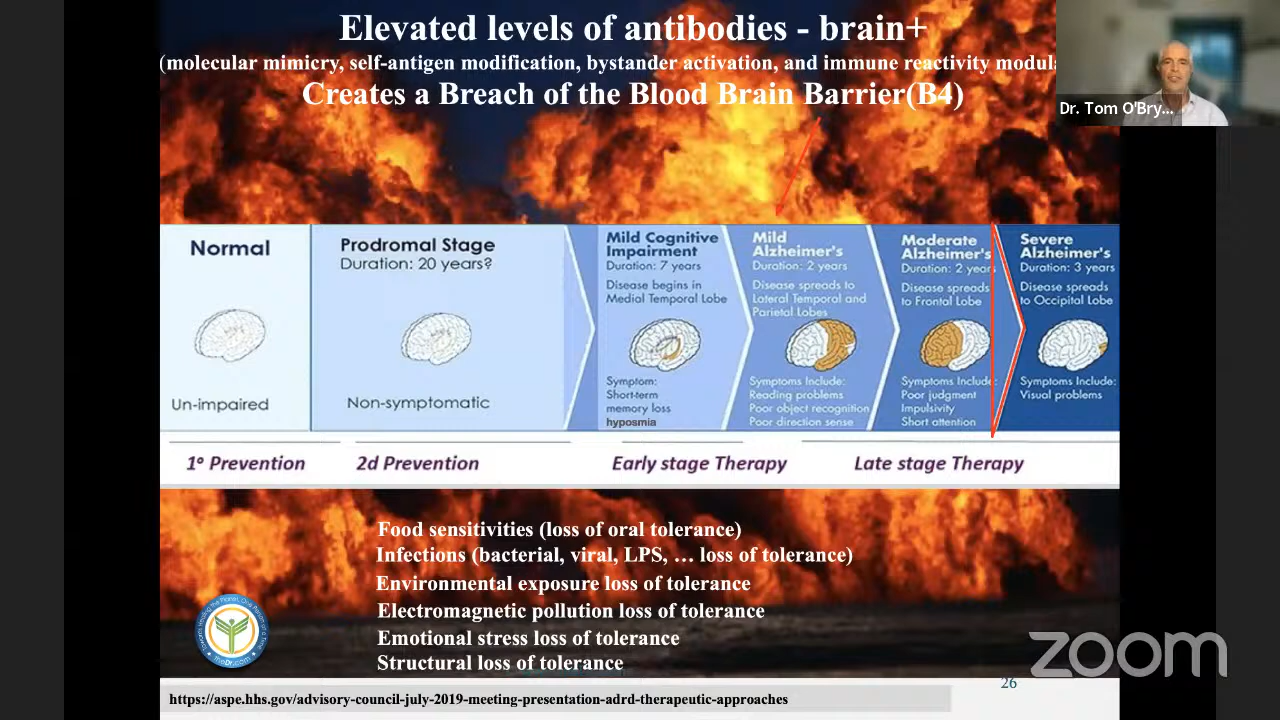 Elevated levels of antibodies - brain+
(molecular mimicry, self-antigen modification, bystander activation, and immune reactivity modula
Creates a Breach of the Blood Brain Barrier(B4)
Dr. Tom O'Bry...
Normal
Un-impaired
Prodromal Stage
Duration: 20 years?
Non-symptomatic
Mild Cognitive
Impairment
Duration: 7 years
Disease begins in
Medial Temporal Lobe
Symptom:
Short-term
memory loss
hyposmia
Mild
Alzheimer's
Duration: 2 years
Disease spreads to
Lateral Temporal and
Parietal Lobes
Symptoms Include:
Reading problems
Poor object recognition
Poor direction sense
Moderate
Alzheimer's
Duration: 2 years
Disease spreads
to Frontal Lobe
Symptoms Include:
Poor judgment
Impulsivity
Short attention
Severe
Alzheimer's
Duration: 3 years
Disease spreads
to Occipital Lobe
Symptoms Include:
Visual problems
1º Prevention
2d Prevention
Early stage Therapy
Late stage Therapy
Food sensitivities (loss of oral tolerance)
Infections (bacterial, viral, LPS, … loss of tolerance)
Environmental exposure loss of tolerance
Electromagnetic pollution loss of tolerance
Emotional stress loss of tolerance
Structural loss of tolerance
theDr.com
zoom
26
https://aspe.hhs.gov/advisory-council-july-2019-meeting-presentation-adrd-therapeutic-approaches